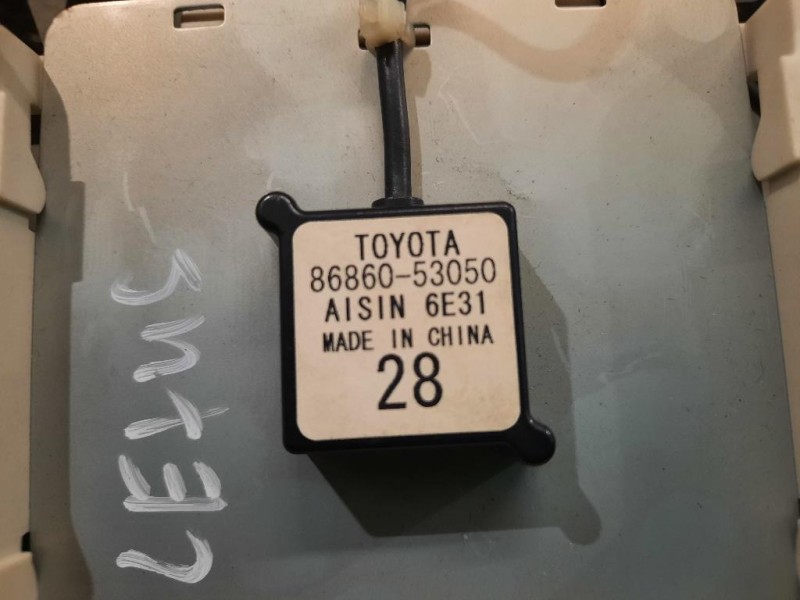 TOYOTA
86860-53050
AISIN 6E31
MADE IN CHINA
28